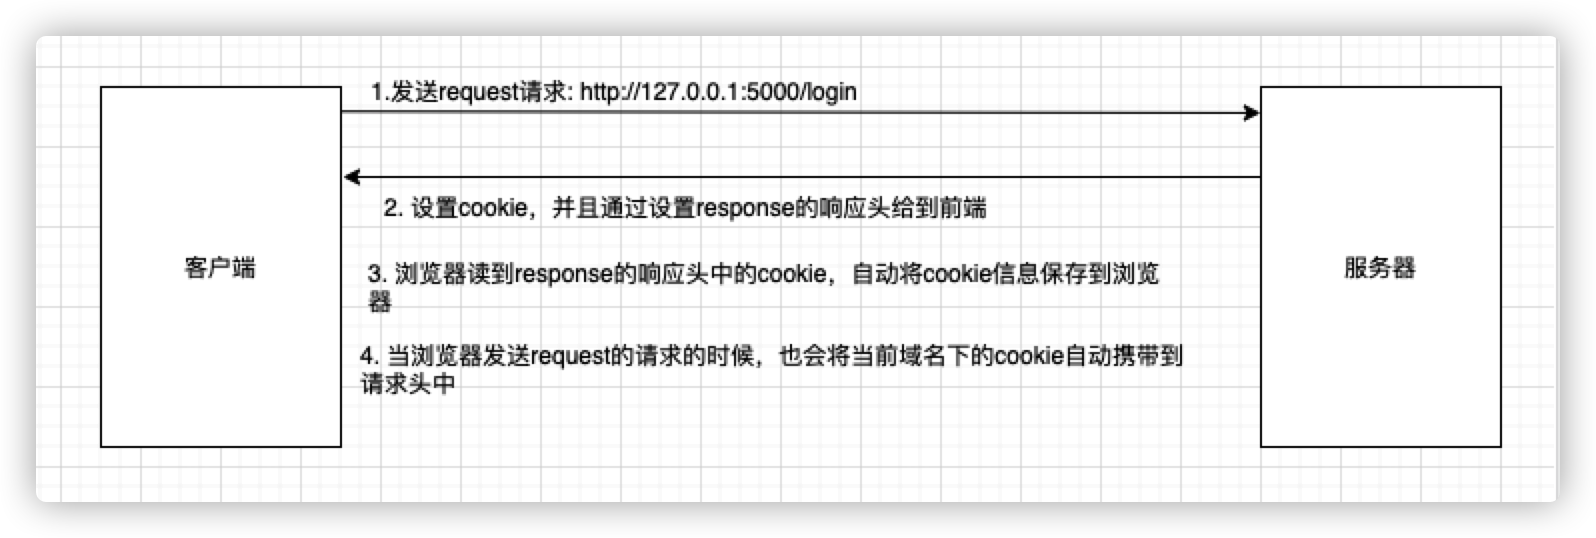 1.发送request请求: http://127.0.0.1:5000/login
2. 设置cookie，并且通过设置response的响应头给到前端
客户端
服务器
3. 浏览器读到response的响应头中的cookie，自动将cookie信息保存到浏览
器
4. 当浏览器发送request的请求的时候，也会将当前域名下的cookie自动携带到
请求头中